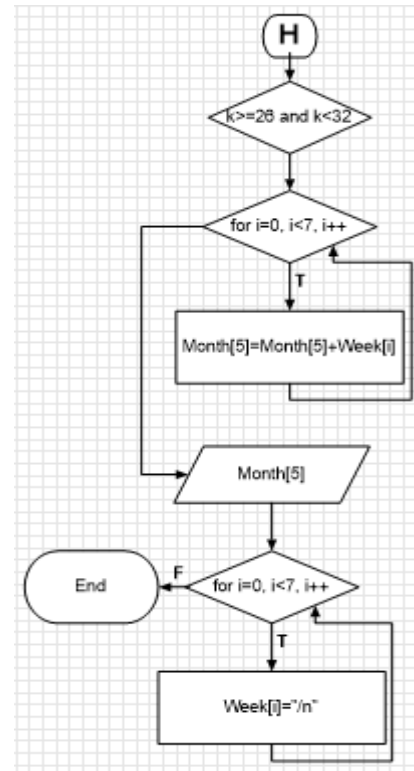 H
k>=26 and k<32
for i=0, i<7, i++
T
Month[5]=Month[5]+Week[i]
Month[5]
End
F
for i=0, i<7, i++
T
Week[i]="/n"